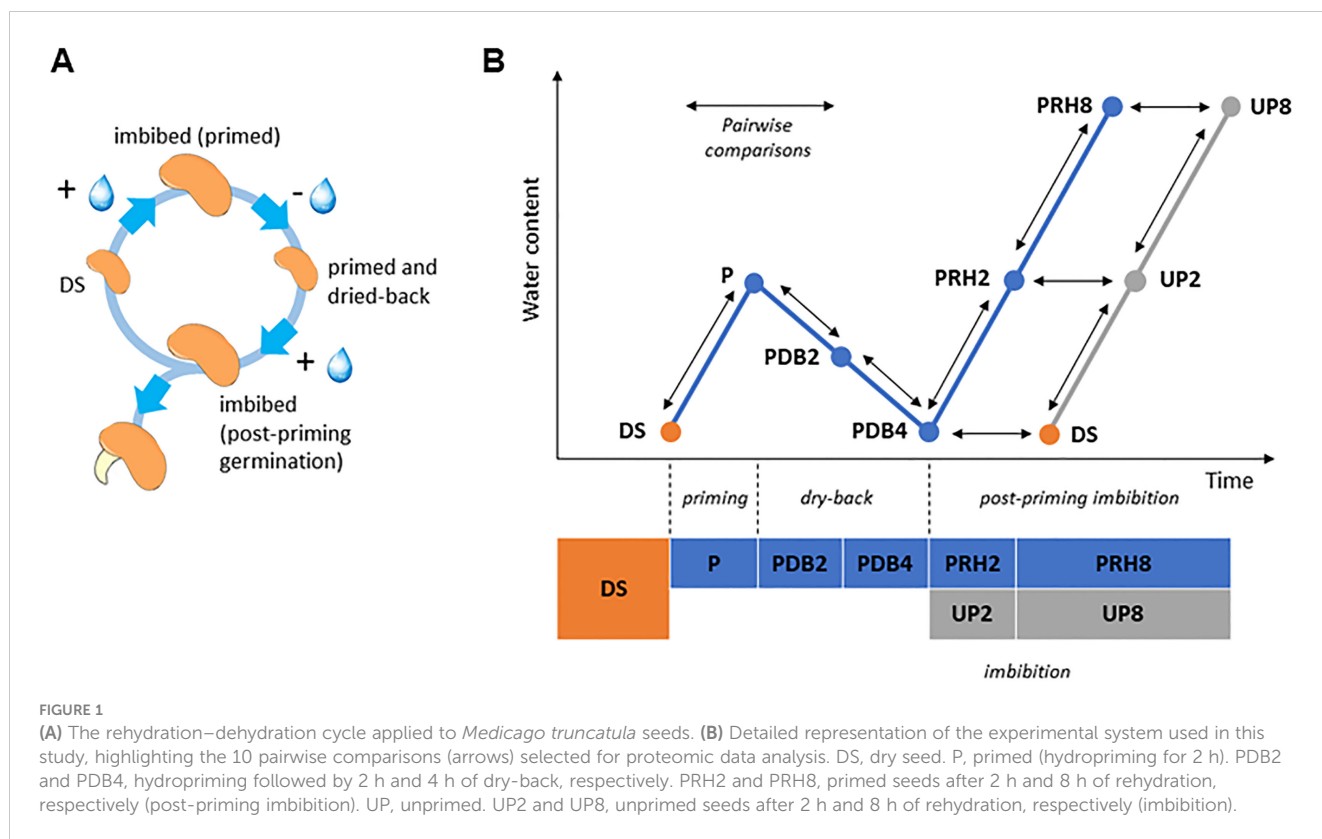 A
imbibed (primed)
+
-
DS
primed and
dried-back
+
imbibed
(post-priming
germination)
B
Water content
Pairwise
comparisons
PRH8
UP8
P
PRH2
UP2
PDB2
DS
PDB4
DS
Time
priming
dry-back
post-priming imbibition
DS
P
PDB2
PDB4
PRH2
PRH8
UP2
UP8
imbibition
FIGURE 1
(A) The rehydration–dehydration cycle applied to Medicago truncatula seeds. (B) Detailed representation of the experimental system used in this
study, highlighting the 10 pairwise comparisons (arrows) selected for proteomic data analysis. DS, dry seed. P, primed (hydropriming for 2 h). PDB2
and PDB4, hydropriming followed by 2 h and 4 h of dry-back, respectively. PRH2 and PRH8, primed seeds after 2 h and 8 h of rehydration,
respectively (post-priming imbibition). UP, unprimed. UP2 and UP8, unprimed seeds after 2 h and 8 h of rehydration, respectively (imbibition).